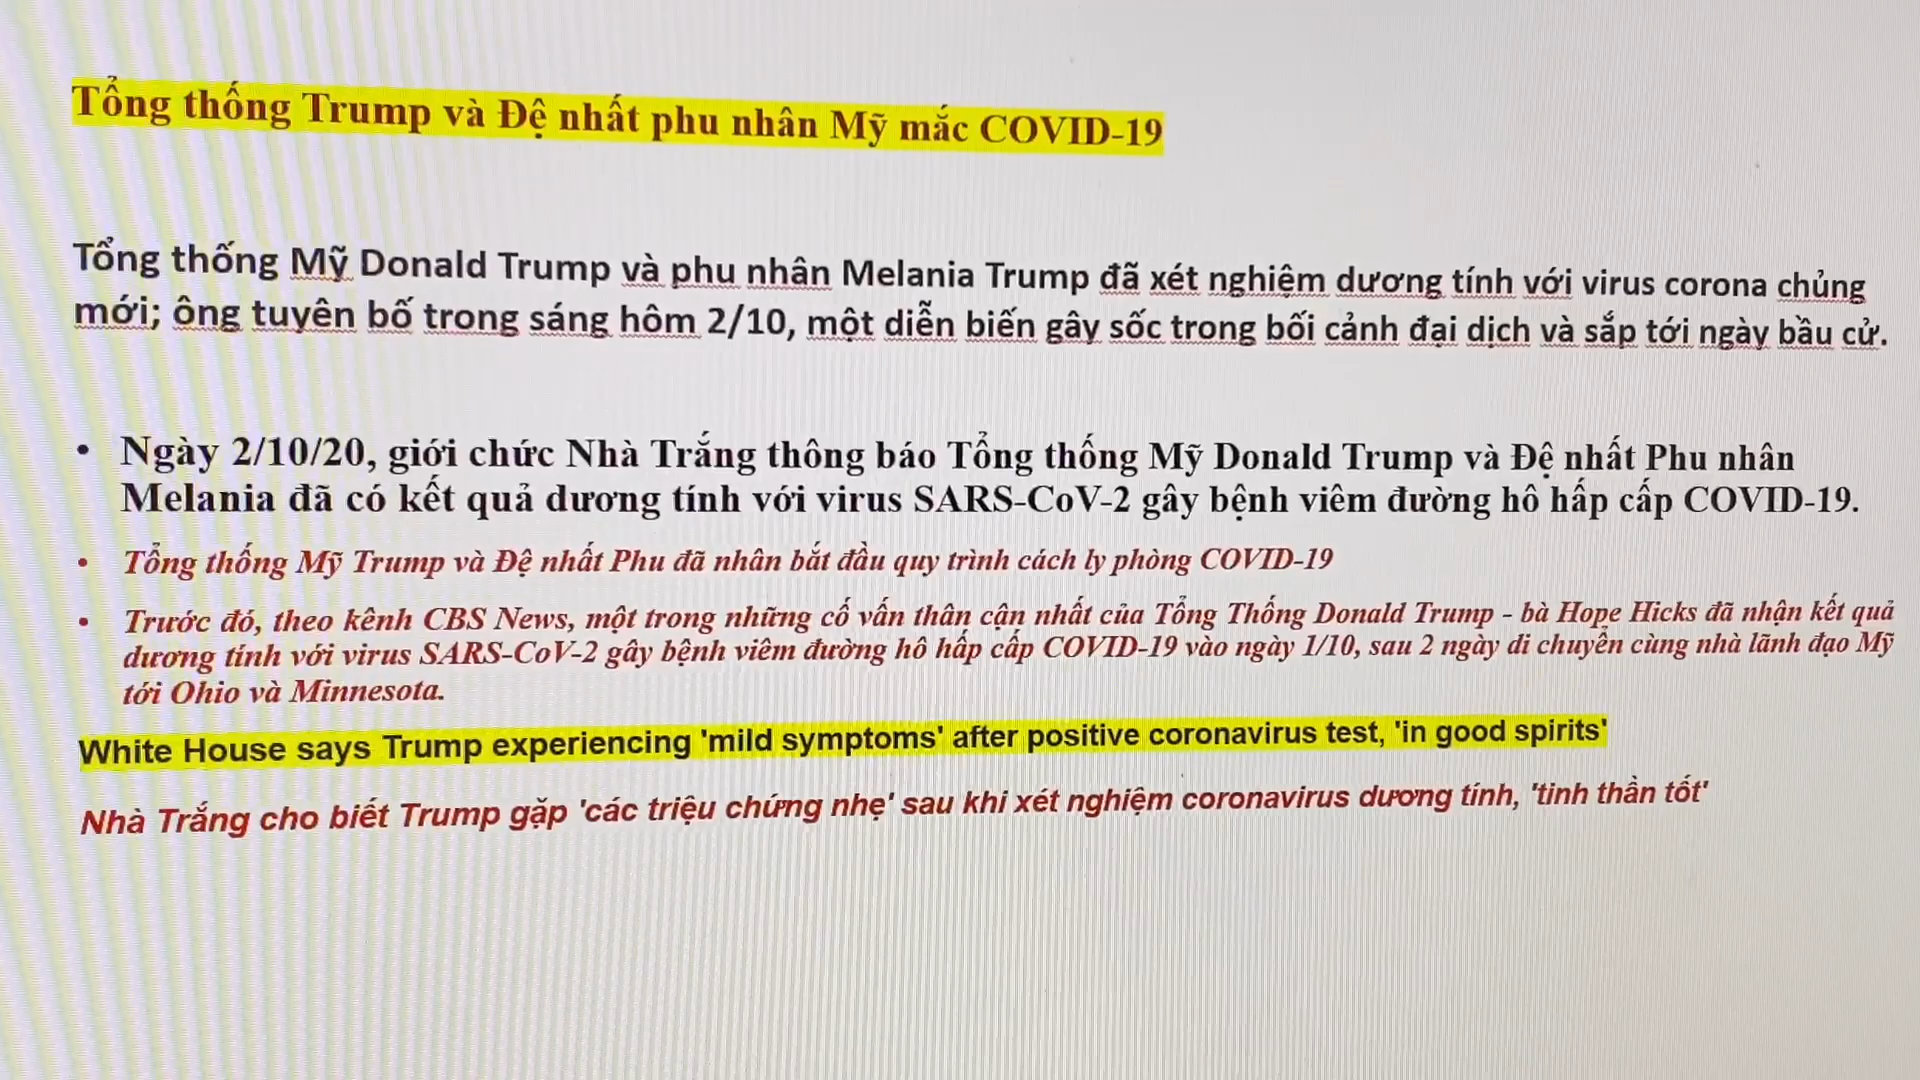 Tổng thống Trump và Đệ nhất phu nhân Mỹ mắc COVID-19
Tổng thống Mỹ Donald Trump và phu nhân Melania Trump đã xét nghiệm dương tính với virus corona chủng
mới; ông tuyên bố trong sáng hôm 2/10, một diễn biến gây sốc trong bối cảnh đại dịch và sắp tới ngày bầu cử.
• Ngày 2/10/20, giới chức Nhà Trắng thông báo Tổng thống Mỹ Donald Trump và Đệ nhất Phu nhân
Melania đã có kết quả dương tính với virus SARS-CoV-2 gây bệnh viêm đường hô hấp cấp COVID-19.
• Tổng thống Mỹ Trump và Đệ nhất Phu đã nhân bắt đầu quy trình cách ly phòng COVID-19
• Trước đó, theo kênh CBS News, một trong những cố vấn thân cận nhất của Tổng Thống Donald Trump - bà Hope Hicks đã nhận kết quả
dương tính với virus SARS-CoV-2 gây bệnh viêm đường hô hấp cấp COVID-19 vào ngày 1/10, sau 2 ngày di chuyển cùng nhà lãnh đạo Mỹ
tới Ohio và Minnesota.
White House says Trump experiencing 'mild symptoms' after positive coronavirus test, 'in good spirits'
Nhà Trắng cho biết Trump gặp 'các triệu chứng nhẹ' sau khi xét nghiệm coronavirus dương tính, 'tinh thần tốt'